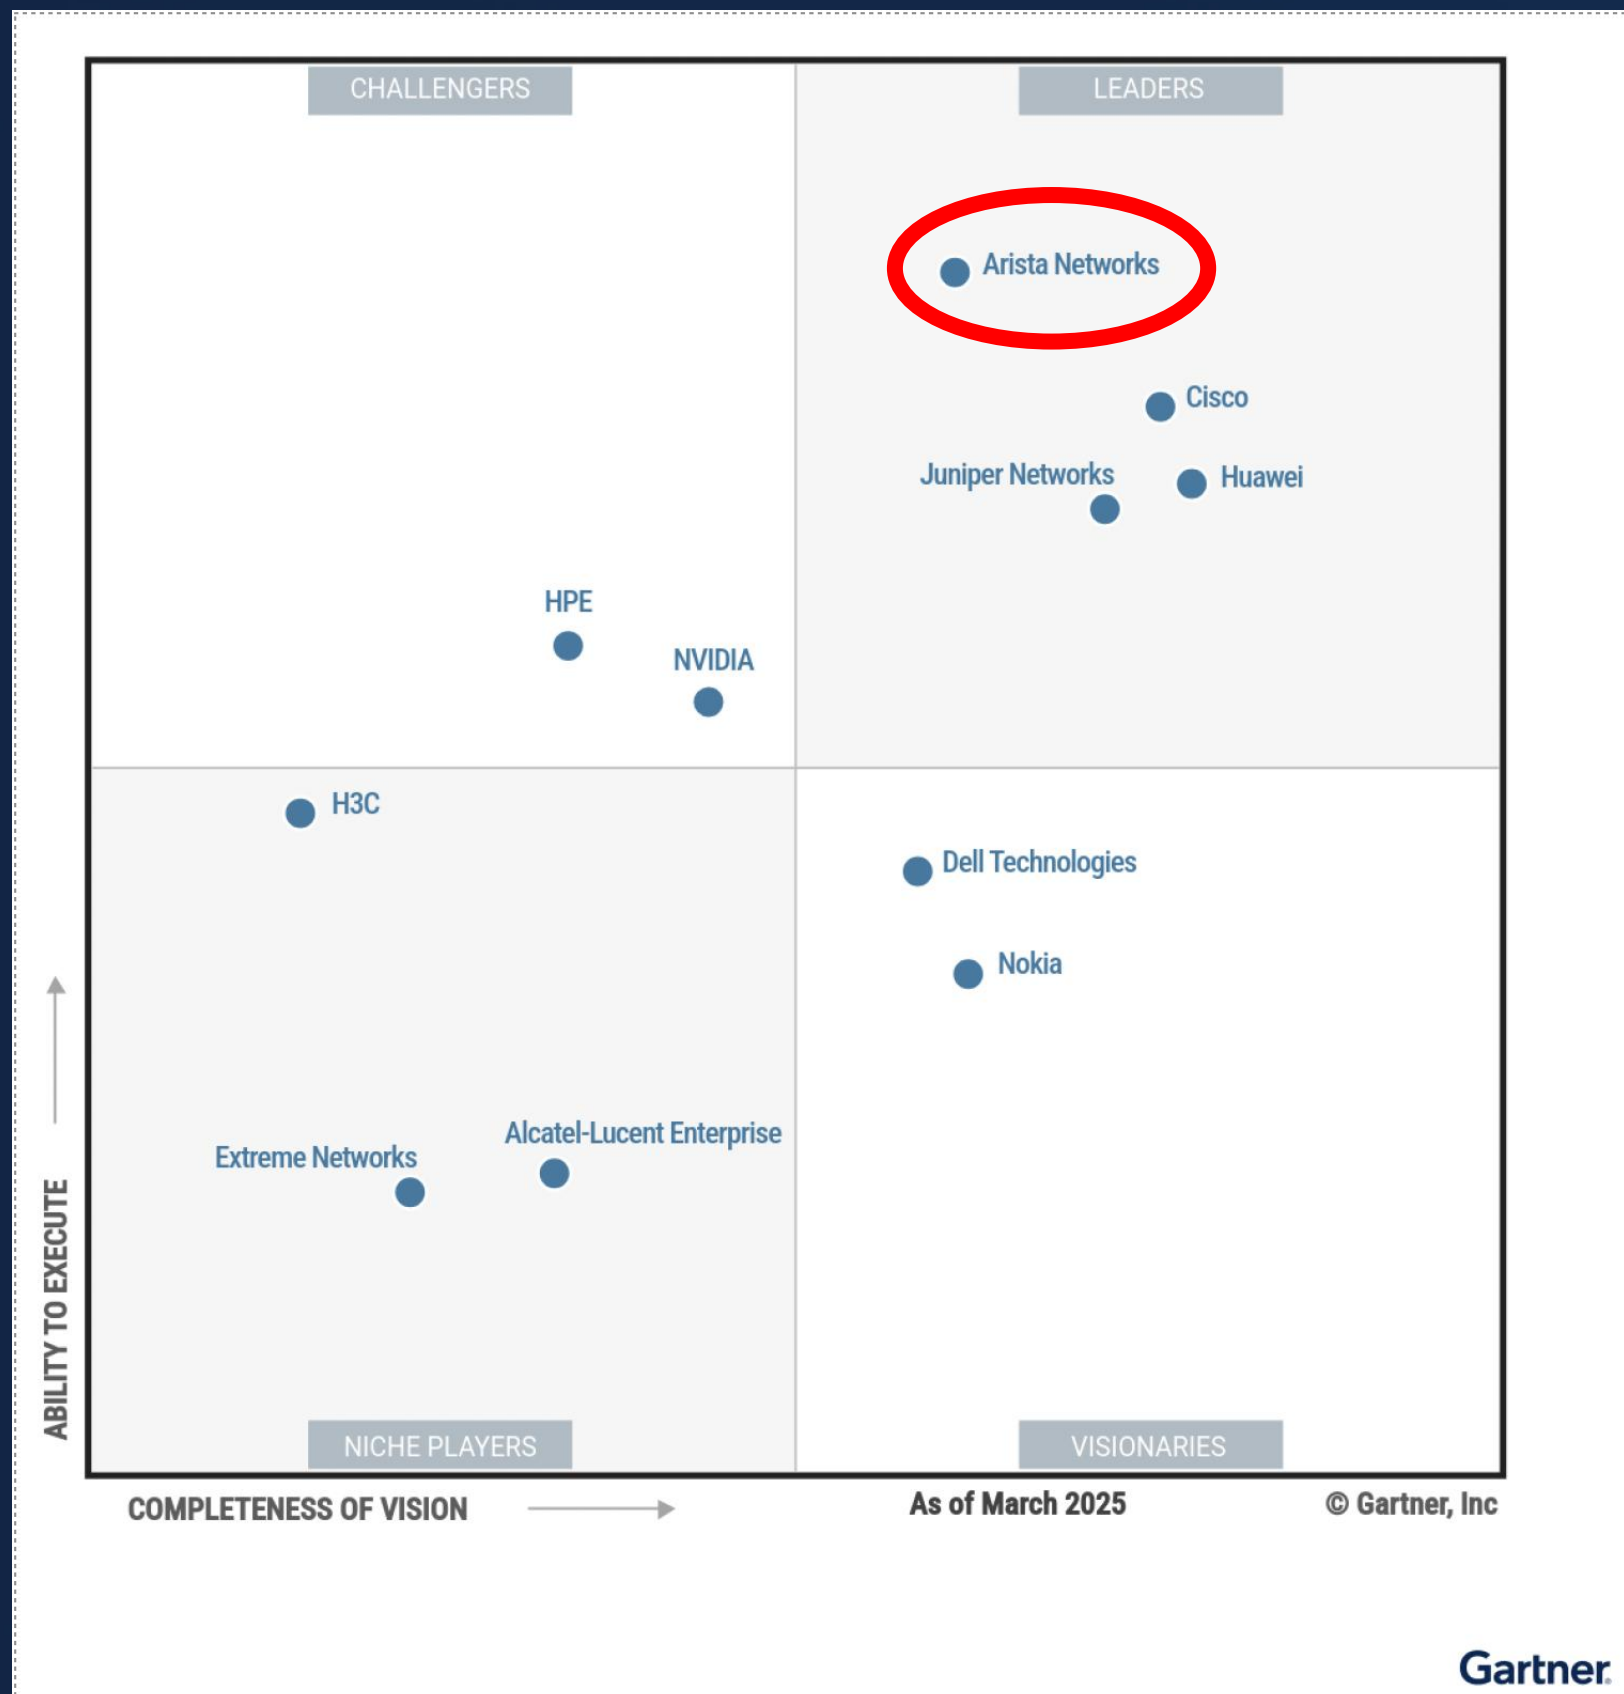 CHALLENGERS
LEADERS
Arista Networks
Cisco
Juniper Networks
Huawei
HPE
NVIDIA
H3C
Dell Technologies
Nokia
Alcatel-Lucent Enterprise
Extreme Networks
ABILITY TO EXECUTE
NICHE PLAYERS
VISIONARIES
COMPLETENESS OF VISION
As of March 2025
© Gartner, Inc
Gartner